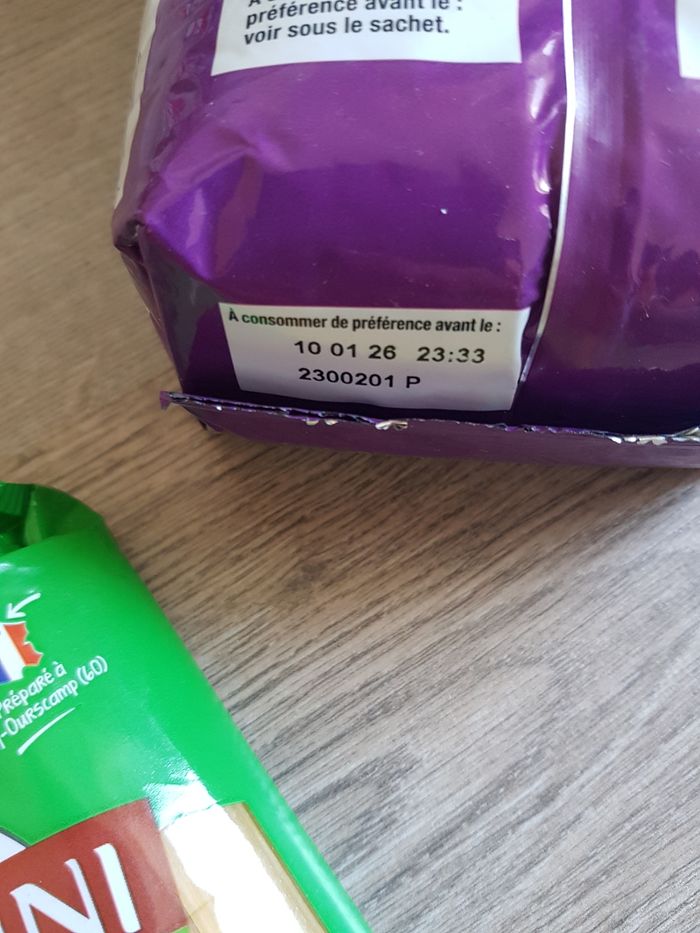 préférence avant le :
voir sous le sachet.
À consommer de préférence avant le :
10 01 26 23:33
2300201 P
Préparé à
-Ourscamp (60)
NI